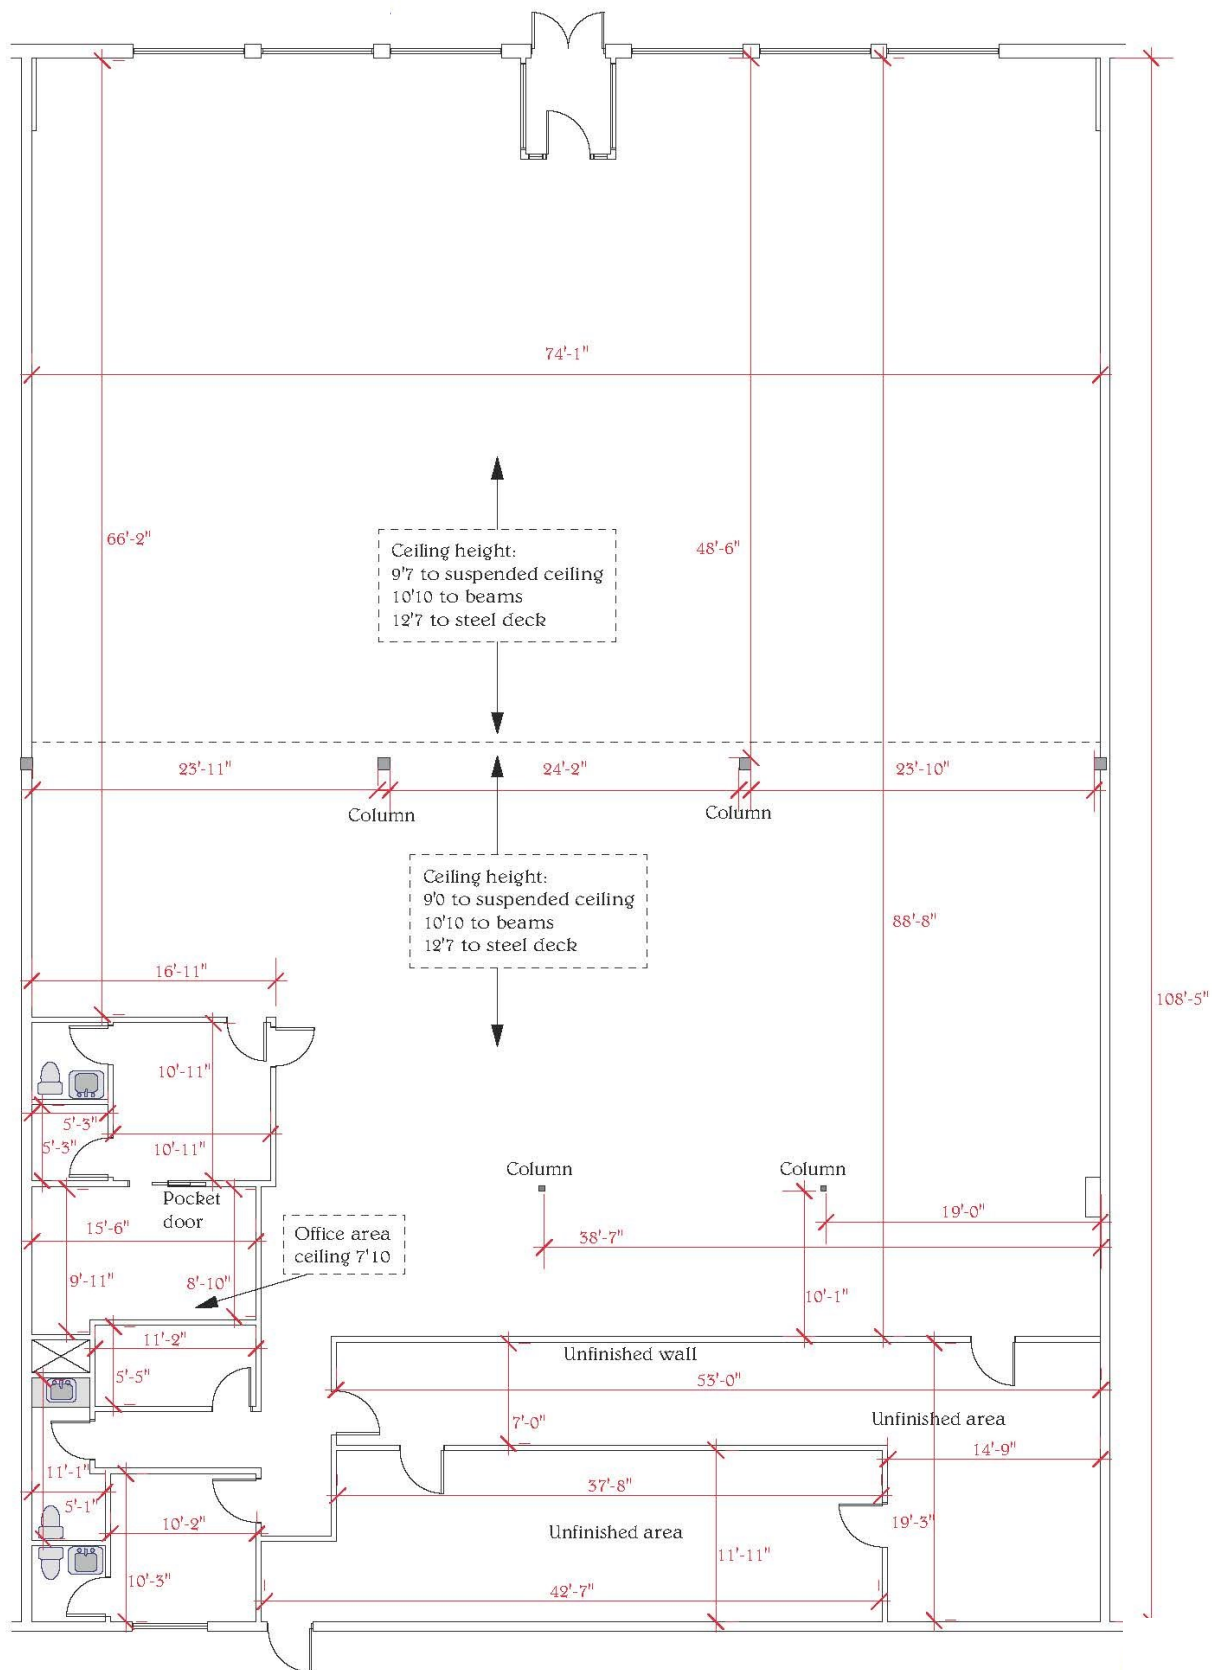 74'-1"
66'-2"
48'-6"
Ceiling height:
9'7 to suspended ceiling
10'10 to beams
12'7 to steel deck
23'-11"
24'-2"
23'-10"
Column
Column
Ceiling height:
9'0 to suspended ceiling
10'10 to beams
12'7 to steel deck
88'-8"
16'-11"
108'-5"
10'-11"
5'-3"
5'-3"
10'-11"
Column
Column
Pocket
door
19'-0"
15'-6"
Office area
ceiling 7'10
38'-7"
9'-11"
8'-10"
10'-1"
11'-2"
Unfinished wall
5'-5"
53'-0"
7'-0"
Unfinished area
14'-9"
11'-1"
37'-8"
5'-1"
10'-2"
Unfinished area
19'-3"
11'-11"
10'-3"
42'-7"